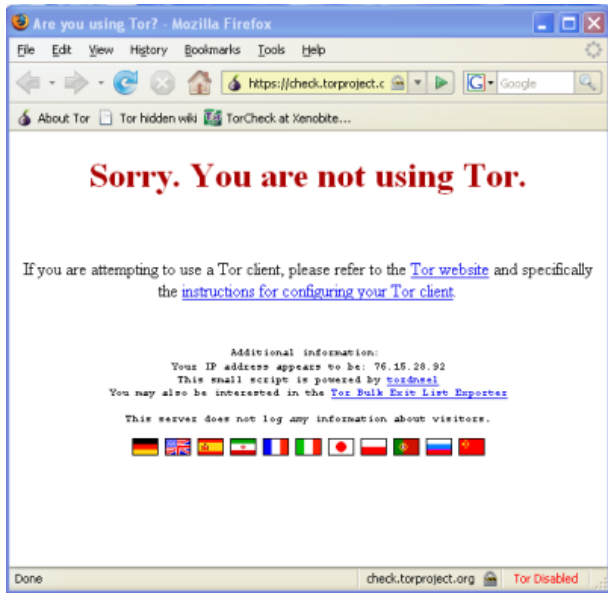 Are you using Tor? - Mozilla Firefox
File Edit View History Bookmarks Tools Help
https://check.torproject.c G Google
About Tor Tor hidden wiki TorCheck at Xenobite...
Sorry. You are not using Tor.
If you are attempting to use a Tor client, please refer to the Tor website and specifically
the instructions for configuring your Tor client.
Additional information:
Your IP address appears to be: 76.15.28.92
This small script is powered by tordnsel
You may also be interested in the Tor Bulk Exit List Exporter
This server does not log any information about visitors.
Done check.torproject.org Tor Disabled